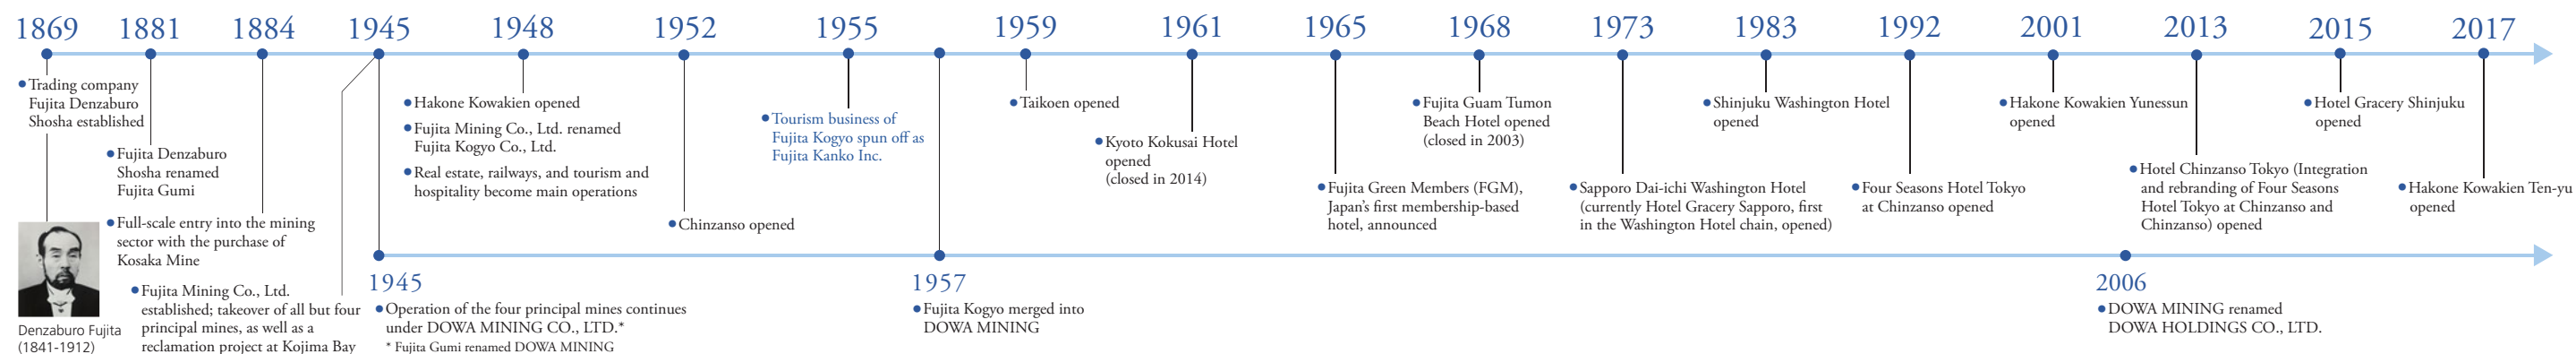 1869
1881
1884
1945
1948
1952
1955
1959
1961
1965
1968
1973
1983
1992
2001
2013
2015
2017
●Trading company
Fujita Denzaburo
Shosha established
Denzaburo Fujita
(1841-1912)
●Fujita Denzaburo
Shosha renamed
Fujita Gumi
●Full-scale entry into the mining
sector with the purchase of
Kosaka Mine
●Fujita Mining Co., Ltd.
established; takeover of all but four
principal mines, as well as a
reclamation project at Kojima Bay
●Hakone Kowakien opened
●Fujita Mining Co., Ltd. renamed
Fujita Kogyo Co., Ltd.
●Real estate, railways, and tourism and
hospitality become main operations
●Chinzanso opened
●Tourism business of
Fujita Kogyo spun off as
Fujita Kanko Inc.
●Taikoen opened
●Kyoto Kokusai Hotel
opened
(closed in 2014)
●Fujita Green Members (FGM),
Japan's first membership-based
hotel, announced
●Fujita Guam Tumon
Beach Hotel opened
(closed in 2003)
●Sapporo Dai-ichi Washington Hotel
(currently Hotel Gracery Sapporo, first
in the Washington Hotel chain, opened)
●Shinjuku Washington Hotel
opened
●Four Seasons Hotel Tokyo
at Chinzanso opened
●Hakone Kowakien Yunessun
opened
●Hotel Chinzanso Tokyo (Integration
and rebranding of Four Seasons
Hotel Tokyo at Chinzanso and
Chinzanso) opened
●Hotel Gracery Shinjuku
opened
●Hakone Kowakien Ten-yu
opened
1945
●Operation of the four principal mines continues
under DOWA MINING CO., LTD.*
* Fujita Gumi renamed DOWA MINING
1957
●Fujita Kogyo merged into
DOWA MINING
2006
●DOWA MINING renamed
DOWA HOLDINGS CO., LTD.